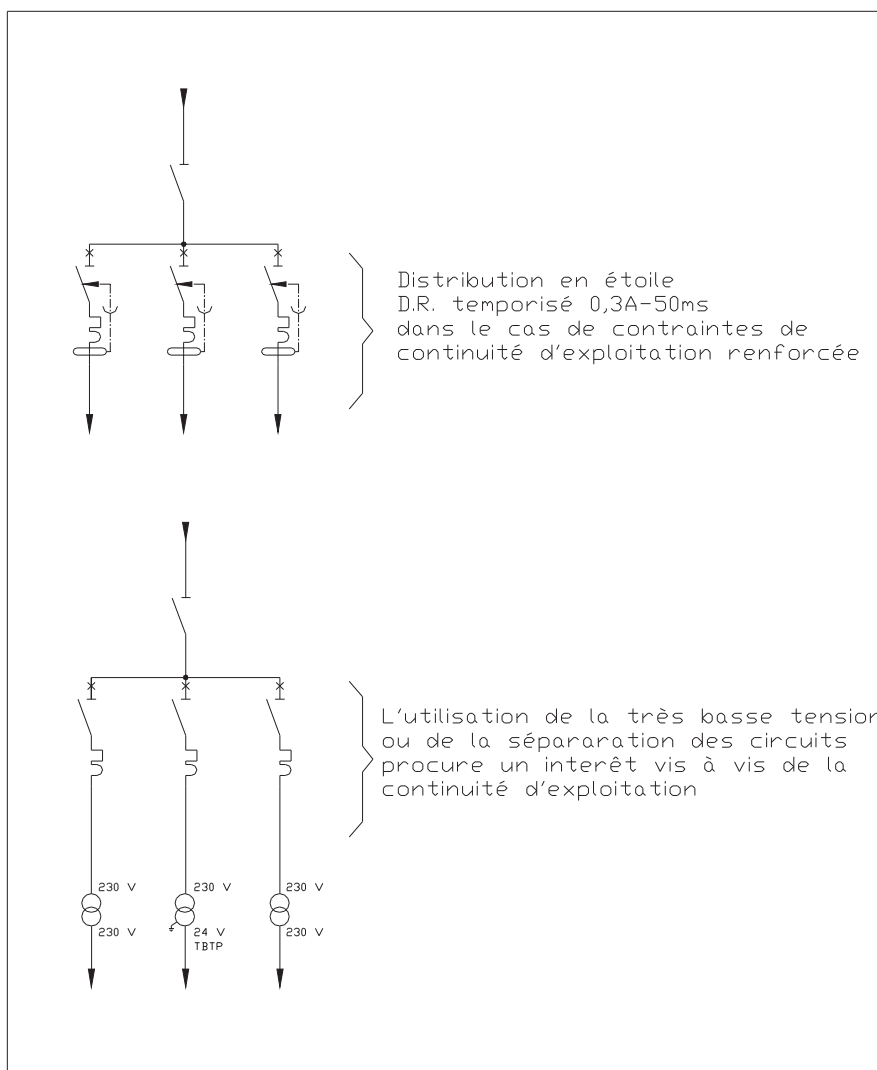 Distribution en étoile
D.R. temporisé 0,3A-50ms
dans le cas de contraintes de
continuité d'exploitation renforcée
L'utilisation de la très basse tension
ou de la sépararation des circuits
procure un interêt vis à vis de la
continuité d'exploitation
230 V
230 V
230 V
230 V
24 V
230 V
TBTP